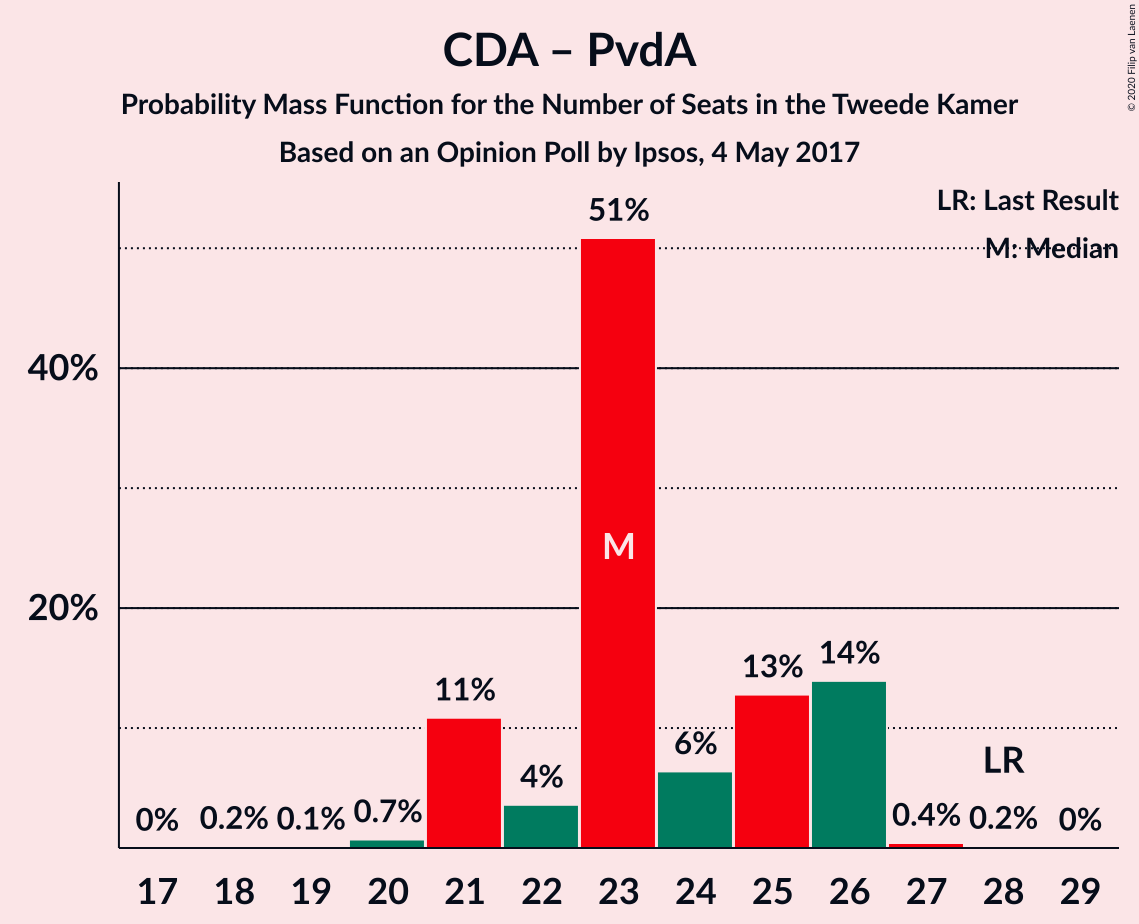 CDA – PvdA
Probability Mass Function for the Number of Seats in the Tweede Kamer
Based on an Opinion Poll by Ipsos, 4 May 2017
© 2020 Filip van Laenen
LR: Last Result
M: Median
51%
40%
M
20%
14%
13%
11%
6%
LR
4%
0% 0.2% 0.1% 0.7% 0.4% 0.2% 0%
17 18 19 20 21 22 23 24 25 26 27 28 29